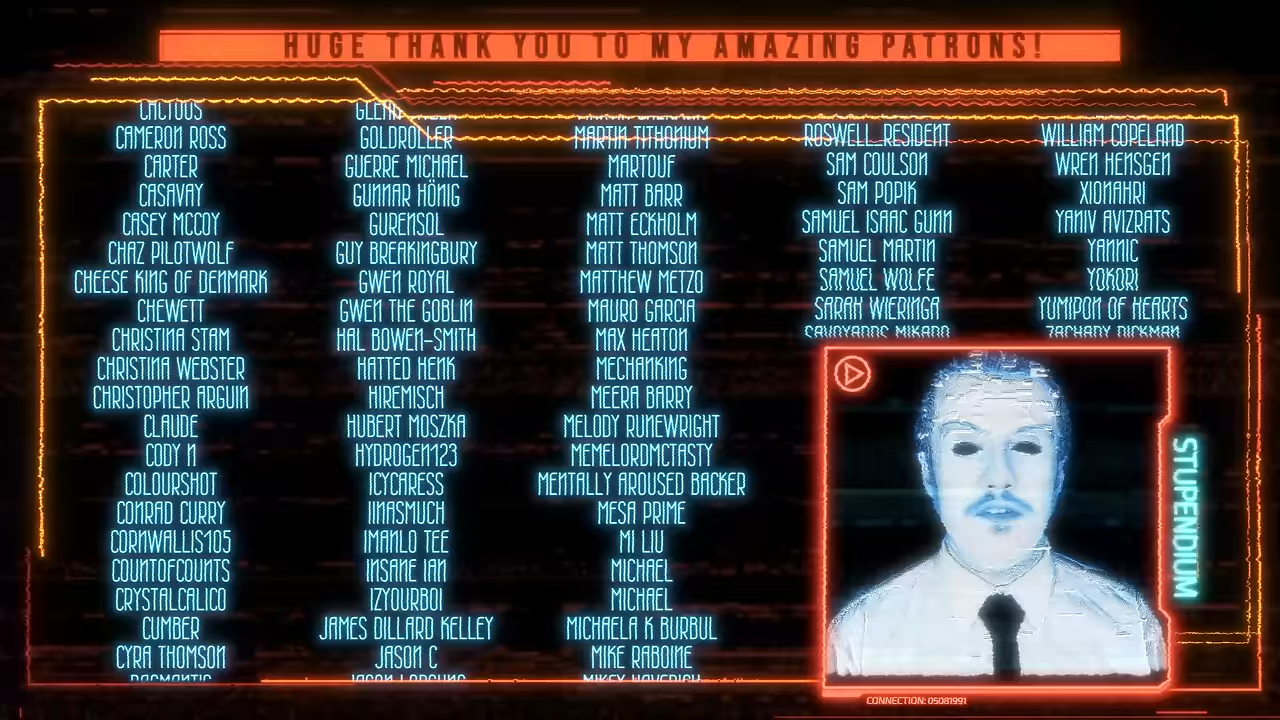 HUGE THANK YOU TO MY AMAZING PATRONS!
CACTUUS
CAMERON ROSS
CARTER
CASAVAY
CASEY MCCOY
CHAZ PILOTWOLF
CHEESE KING OF DENMARK
CHEWETT
CHRISTINA STAM
CHRISTINA WEBSTER
CHRISTOPHER ARGUIN
CLAUDE
CODY N
COLOURSHOT
CONRAD CURRY
CORNWALLIS105
COUNTOFCOUNTS
CRYSTALCALICO
CUMBER
CYRA THOMSON
GOLDROLLER
GUERRE MICHAEL
GUNNAR HÖNIG
GURENSOL
GUY BREAKINGBURY
GWEN ROYAL
GWEN THE GOBLIN
HAL BOWEN-SMITH
HATTED HENK
HIREMISCH
HUBERT MOSZKA
HYDROGEN123
ICYCARESS
IINASMUCH
IMANLO TEE
INSANE IAN
IZYOURBOI
JAMES DILLARD KELLEY
JASON C
MARTIN TITHONIUM
MARTOUF
MATT BARR
MATT ECKHOLM
MATT THOMSON
MATTHEW METZO
MAURO GARCIA
MAX HEATON
MECHANKING
MEERA BARRY
MELODY RUNEWRIGHT
MEMELORDMCTASTY
MENTALLY AROUSED BACKER
MESA PRIME
MI LIU
MICHAEL
MICHAEL
MICHAELA K BURBUL
MIKE RABOINE
ROSWELL_RESIDENT
SAM COULSON
SAM POPIK
SAMUEL ISAAC GUNN
SAMUEL MARTIN
SAMUEL WOLFE
SARAH WIERINGA
WILLIAM COPELAND
WREN HENSGEN
XIONAHRI
YANIV AVIZRATS
YANNIC
YOKORI
YUMIPON OF HEARTS
ZACHARY DICKMAN
STUPENDIUM
CONNECTION: 05081991